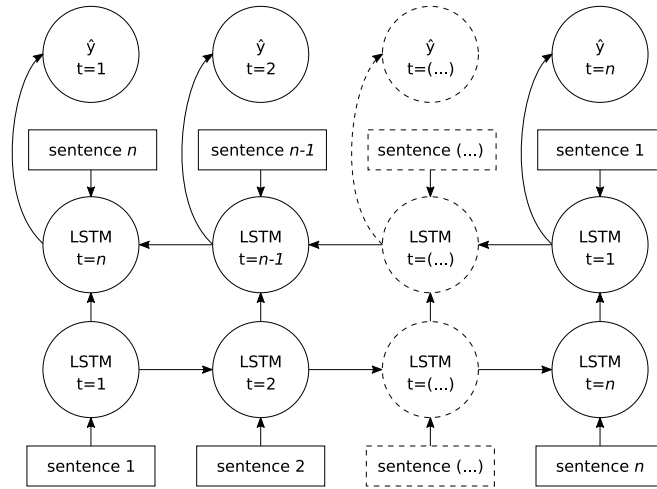 ŷ
t=1
ŷ
t=2
ŷ
t=(...)
ŷ
t=n
sentence n
sentence n-1
sentence (...)
sentence 1
LSTM
t=n
LSTM
t=n-1
LSTM
t=(...)
LSTM
t=1
LSTM
t=1
LSTM
t=2
LSTM
t=(...)
LSTM
t=n
sentence 1
sentence 2
sentence (...)
sentence n